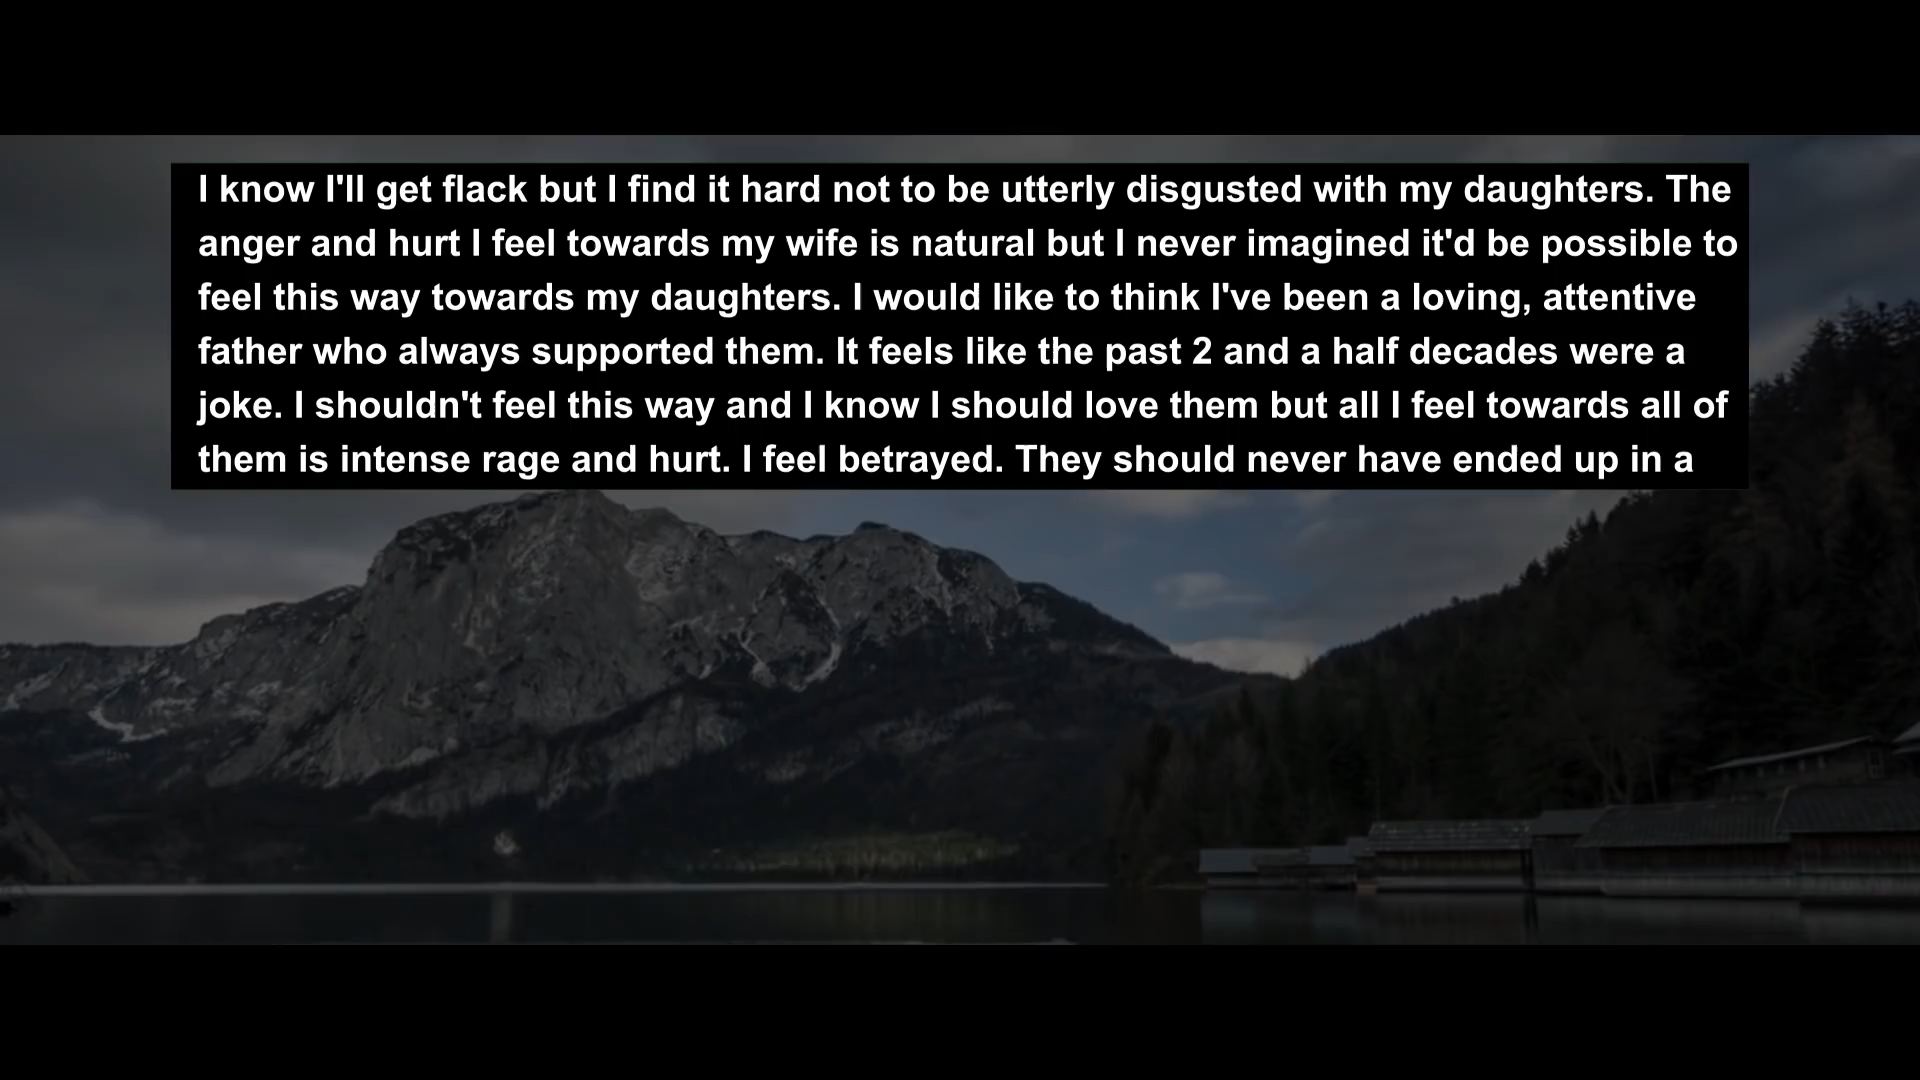 I know I'll get flack but I find it hard not to be utterly disgusted with my daughters. The
anger and hurt I feel towards my wife is natural but I never imagined it'd be possible to
feel this way towards my daughters. I would like to think I've been a loving, attentive
father who always supported them. It feels like the past 2 and a half decades were a
joke. I shouldn't feel this way and I know I should love them but all I feel towards all of
them is intense rage and hurt. I feel betrayed. They should never have ended up in a